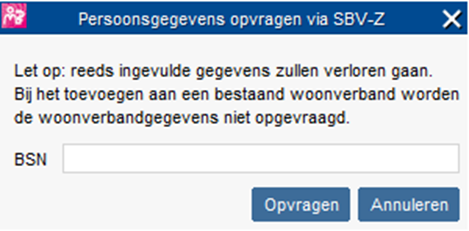 Persoonsgegevens opvragen via SBV-Z
Let op: reeds ingevulde gegevens zullen verloren gaan.
Bij het toevoegen aan een bestaand woonverband worden
de woonverbandgegevens niet opgevraagd.
BSN
Opvragen Annuleren